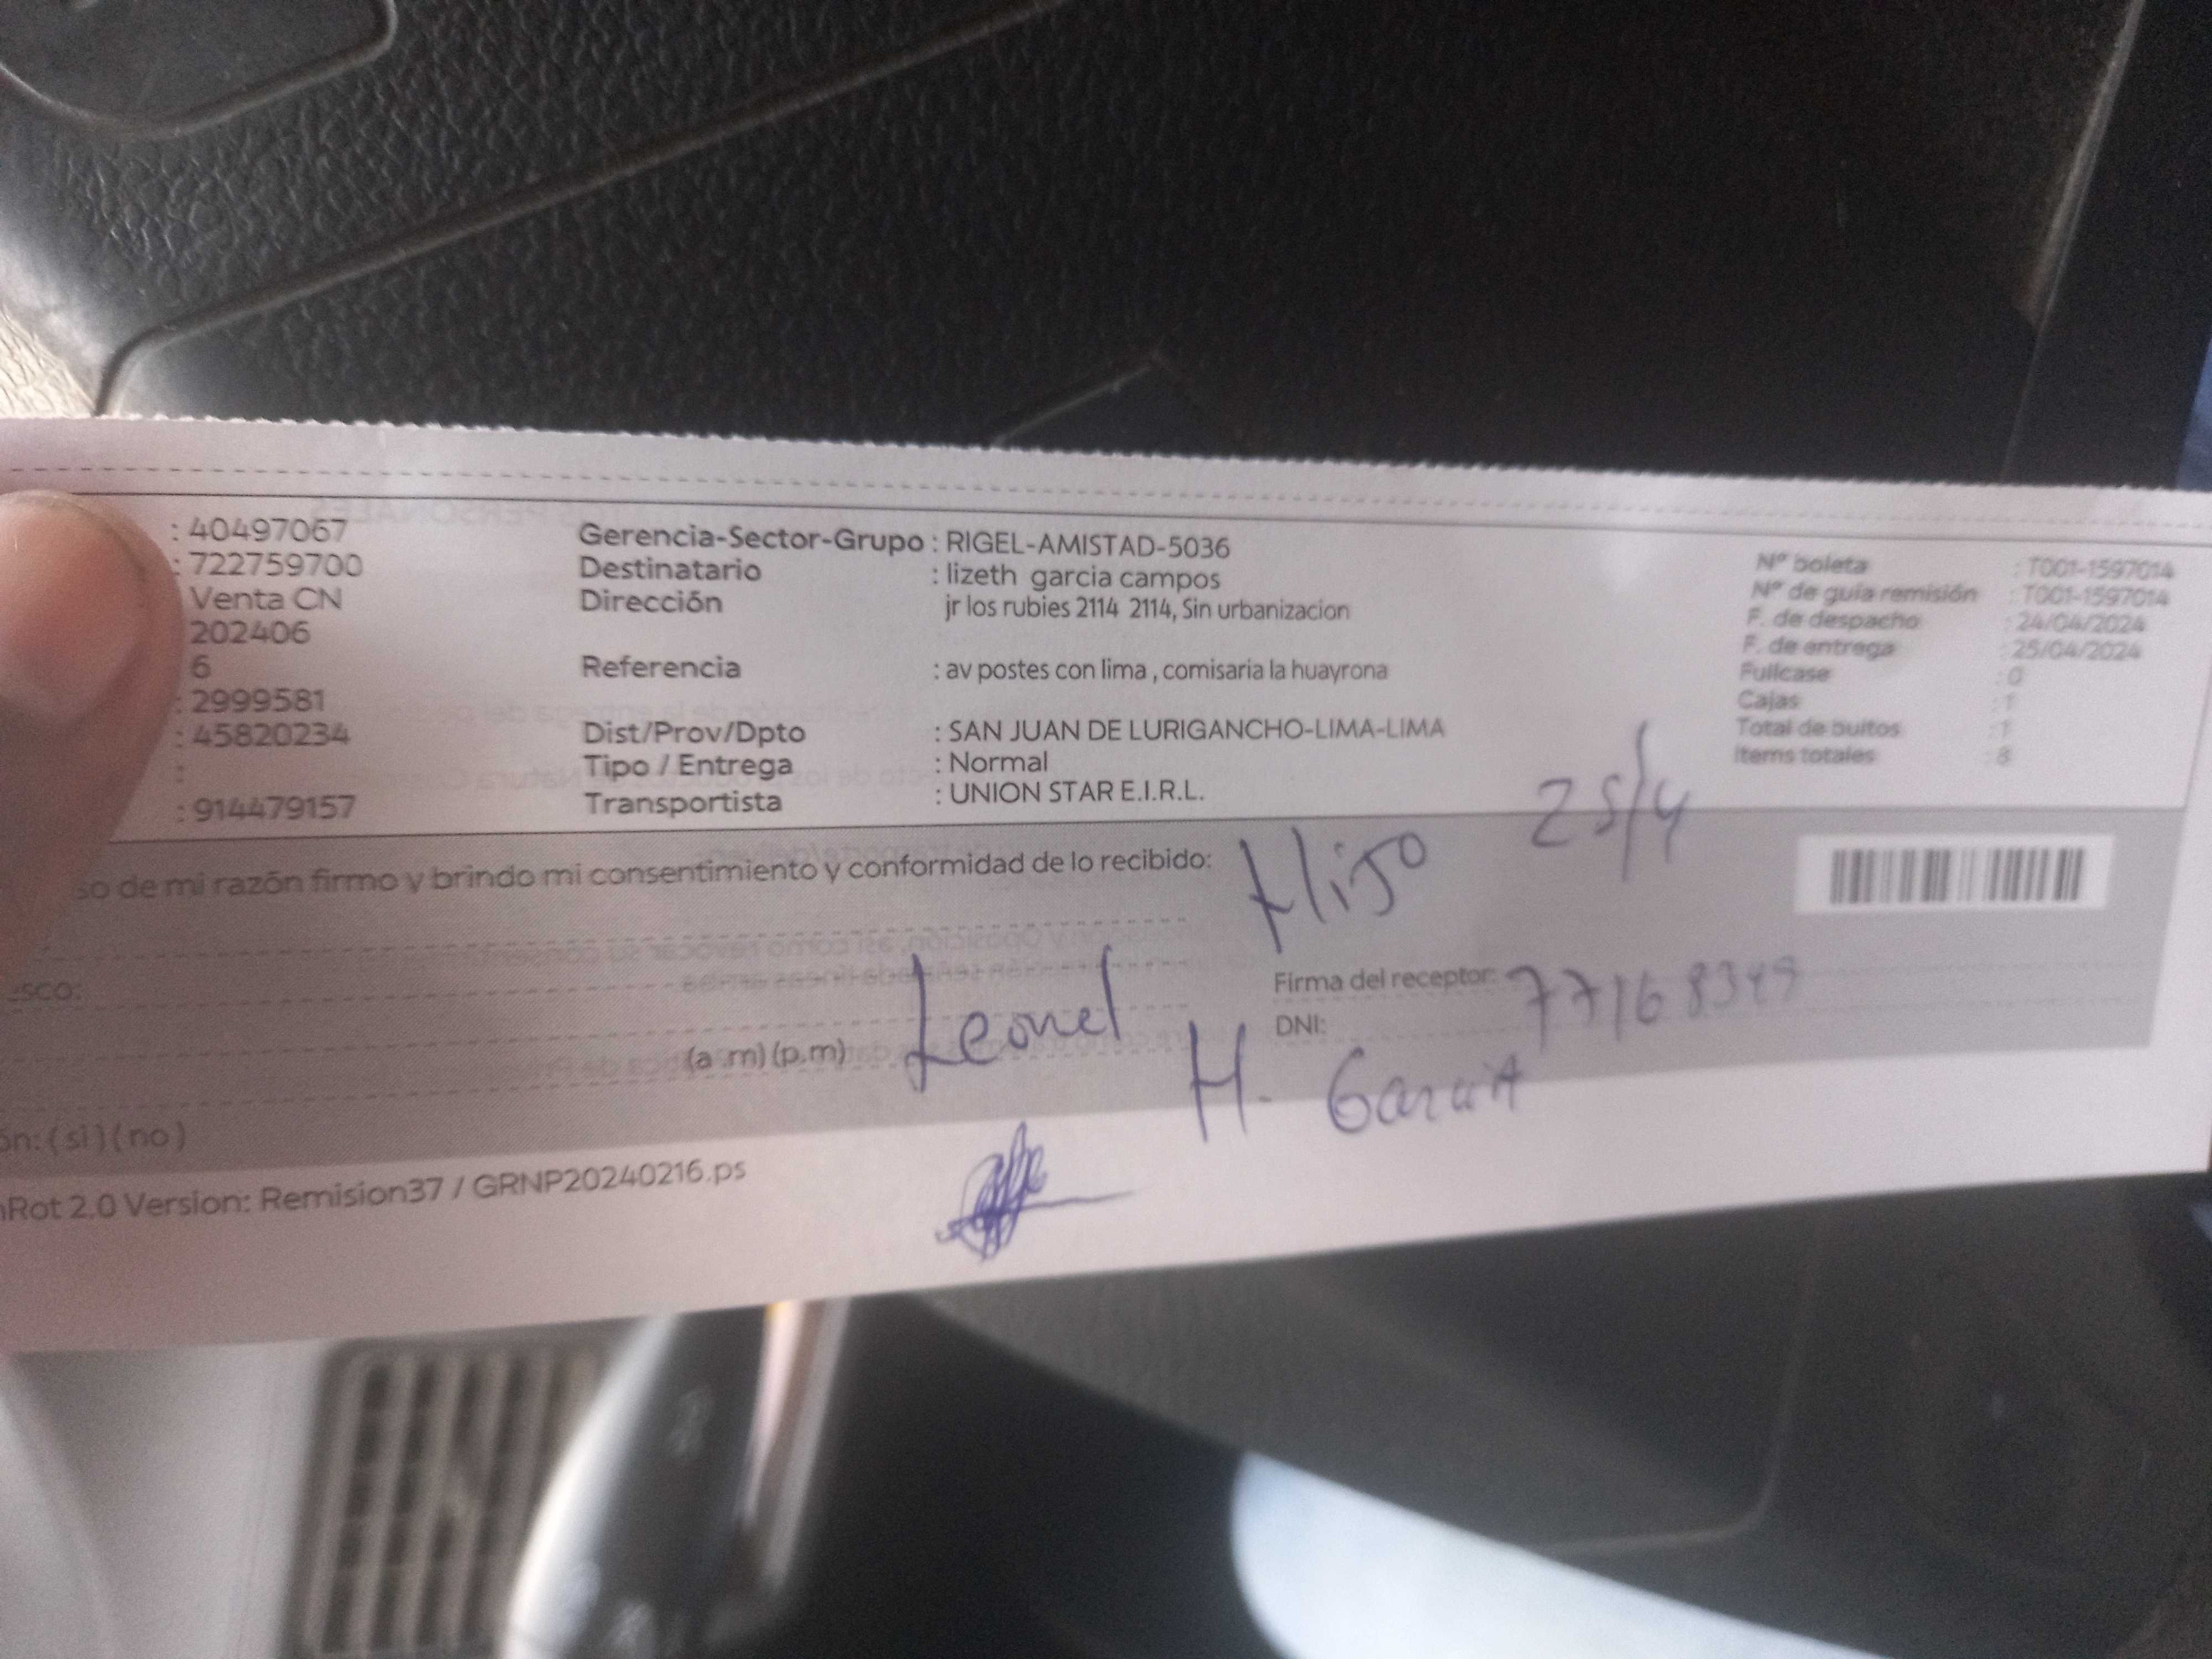 : 40497067
: 722759700
Venta CN
202406
6
: 2999581
: 45820234
:
: 914479157
Gerencia-Sector-Grupo : RIGEL-AMISTAD-5036
Destinatario : lizeth garcia campos
Dirección jr los rubies 2114 2114, Sin urbanizacion
Referencia : av postes con lima , comisaria la huayrona
Dist/Prov/Dpto : SAN JUAN DE LURIGANCHO-LIMA-LIMA
Tipo / Entrega : Normal
Transportista : UNION STAR E.I.R.L.
Nº boleta : T001-1597014
Nº de guía remisión : T001-1597014
F. de despacho : 24/04/2024
F. de entrega : 25/04/2024
Fullcase : 0
Cajas : 1
Total de bultos : 1
Items totales : 8
so de mi razón firmo y brindo mi consentimiento y conformidad de lo recibido:
Hijo 25/4
esco:
Firma del receptor: 77168349
DNI:
(a.m) (p.m) Leonel H. Garcia
ón: ( si ) ( no )
Rot 2.0 Version: Remision37 / GRNP20240216.ps